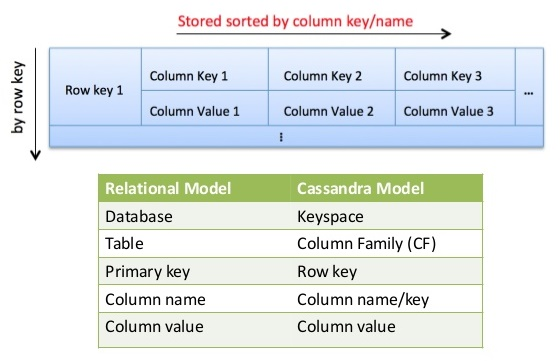 Stored sorted by column key/name
by row key
Row key 1
Column Key 1 Column Key 2 Column Key 3 ...
Column Value 1 Column Value 2 Column Value 3
⋮
Relational Model Cassandra Model
Database Keyspace
Table Column Family (CF)
Primary key Row key
Column name Column name/key
Column value Column value